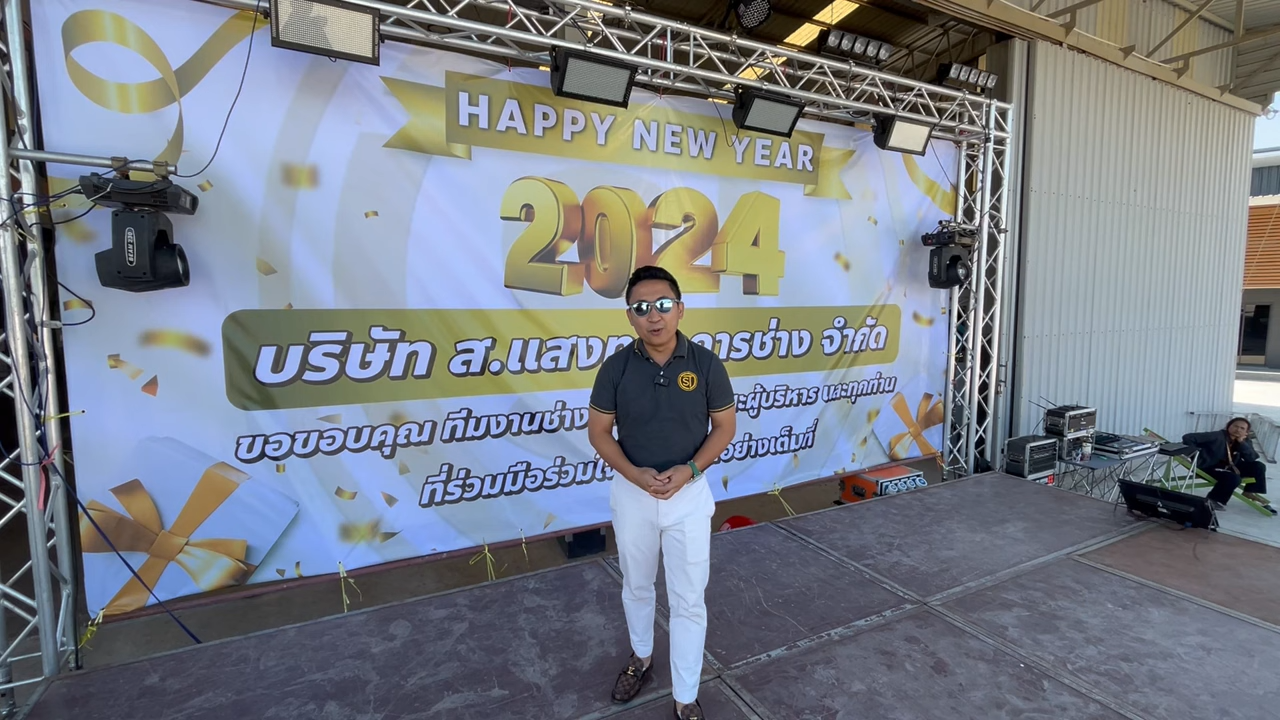 HAPPY NEW YEAR
2024
บริษัท ส.แสง การช่าง จำกัด
ขอขอบคุณ ทีมงานช่าง ผู้บริหาร และทุกท่าน
ที่ร่วมมือร่วมใจ อย่างเต็มที่